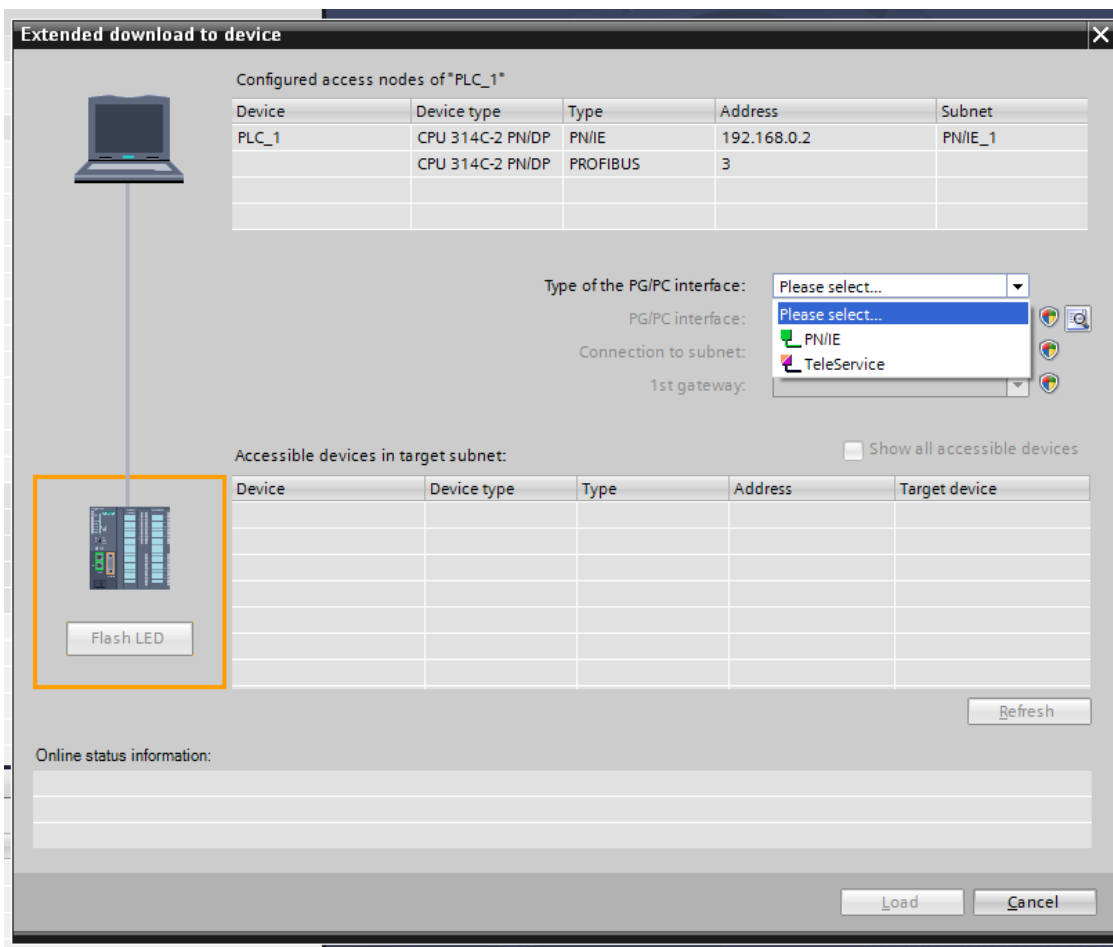 Extended download to device
Configured access nodes of "PLC_1"
Device Device type Type Address Subnet
PLC_1 CPU 314C-2 PN/DP PN/IE 192.168.0.2 PN/IE_1
CPU 314C-2 PN/DP PROFIBUS 3
Type of the PG/PC interface: Please select...
PG/PC interface: Please select...
PN/IE
Connection to subnet:
TeleService
1st gateway:
Show all accessible devices
Accessible devices in target subnet:
Device Device type Type Address Target device
Flash LED
Refresh
Online status information:
Load Cancel